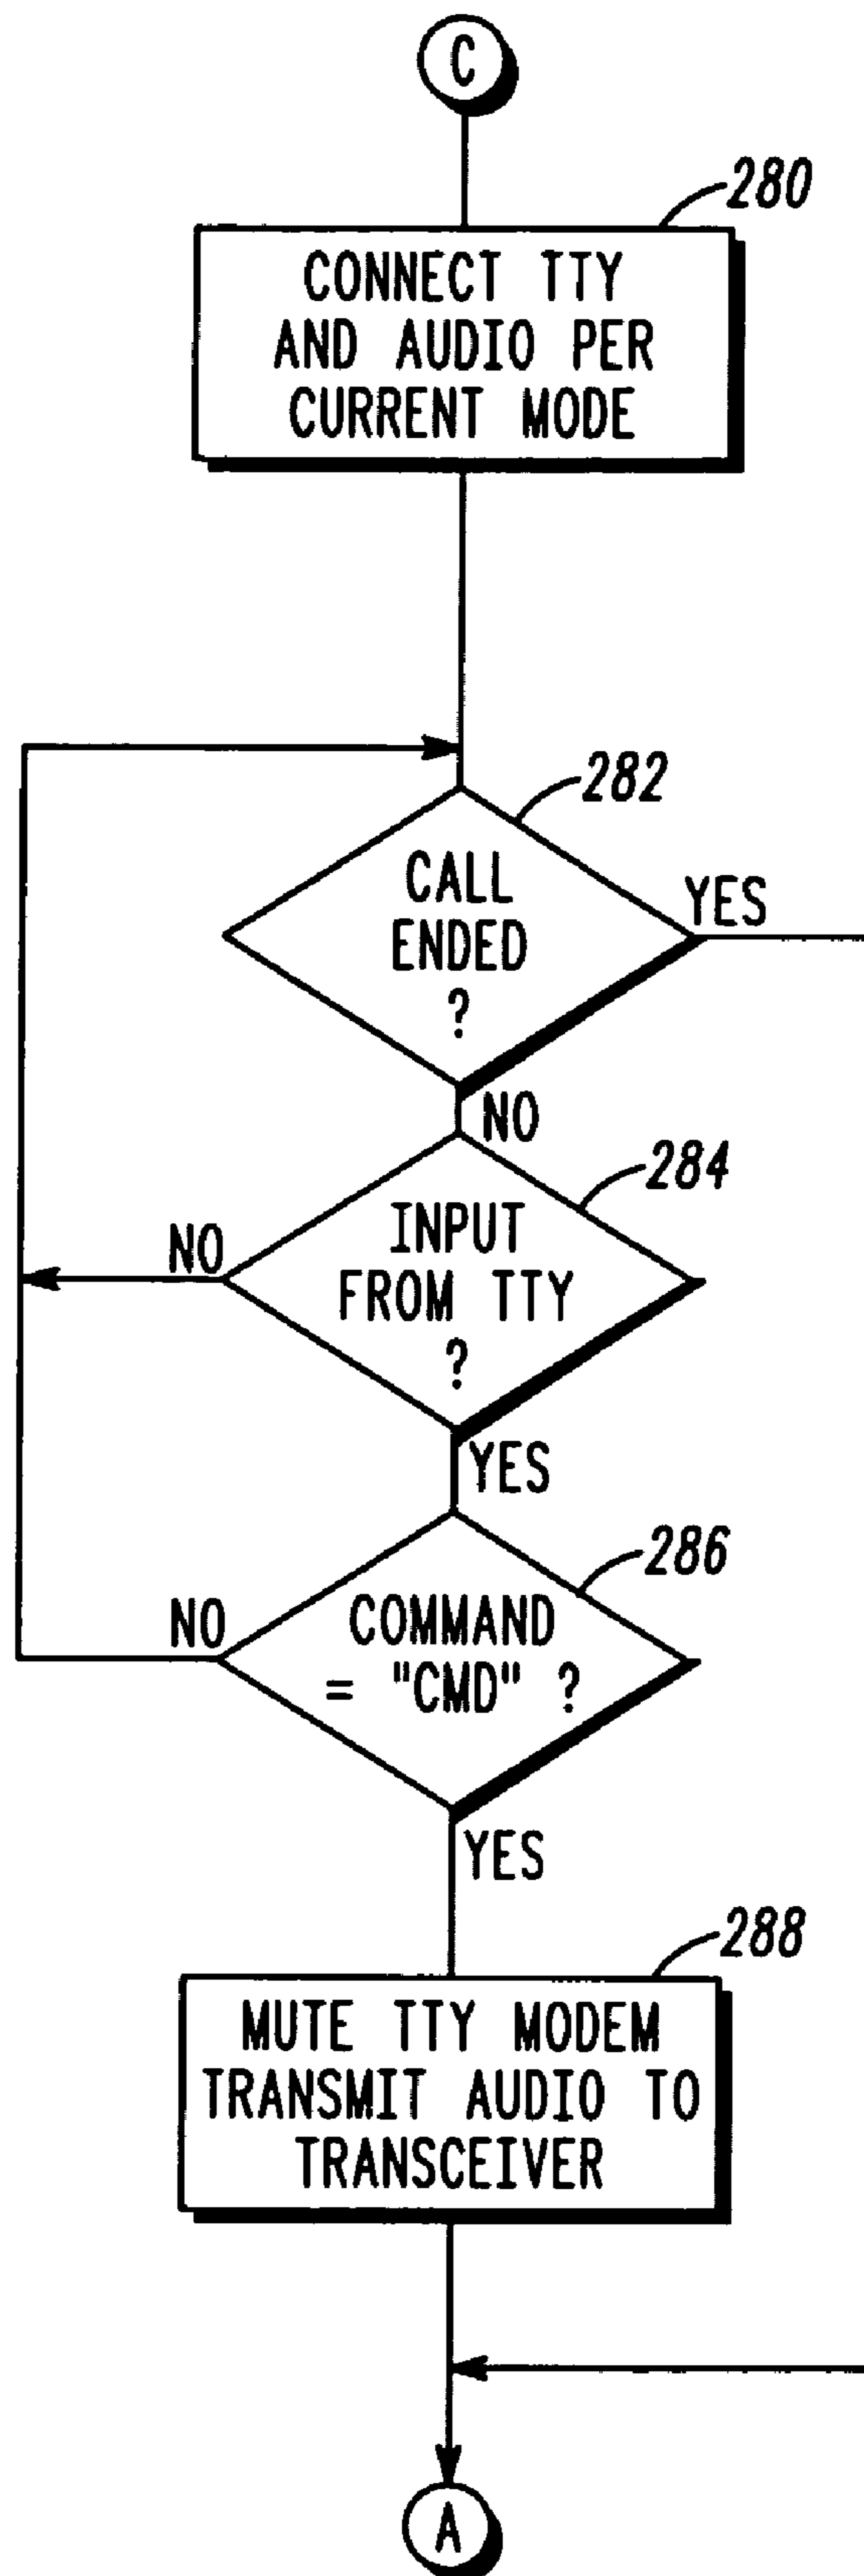 C
280
CONNECT TTY
AND AUDIO PER
CURRENT MODE
282
CALL
ENDED
?
YES
NO
284
INPUT
FROM TTY
?
NO
YES
286
COMMAND
= "CMD" ?
NO
YES
288
MUTE TTY MODEM
TRANSMIT AUDIO TO
TRANSCEIVER
A